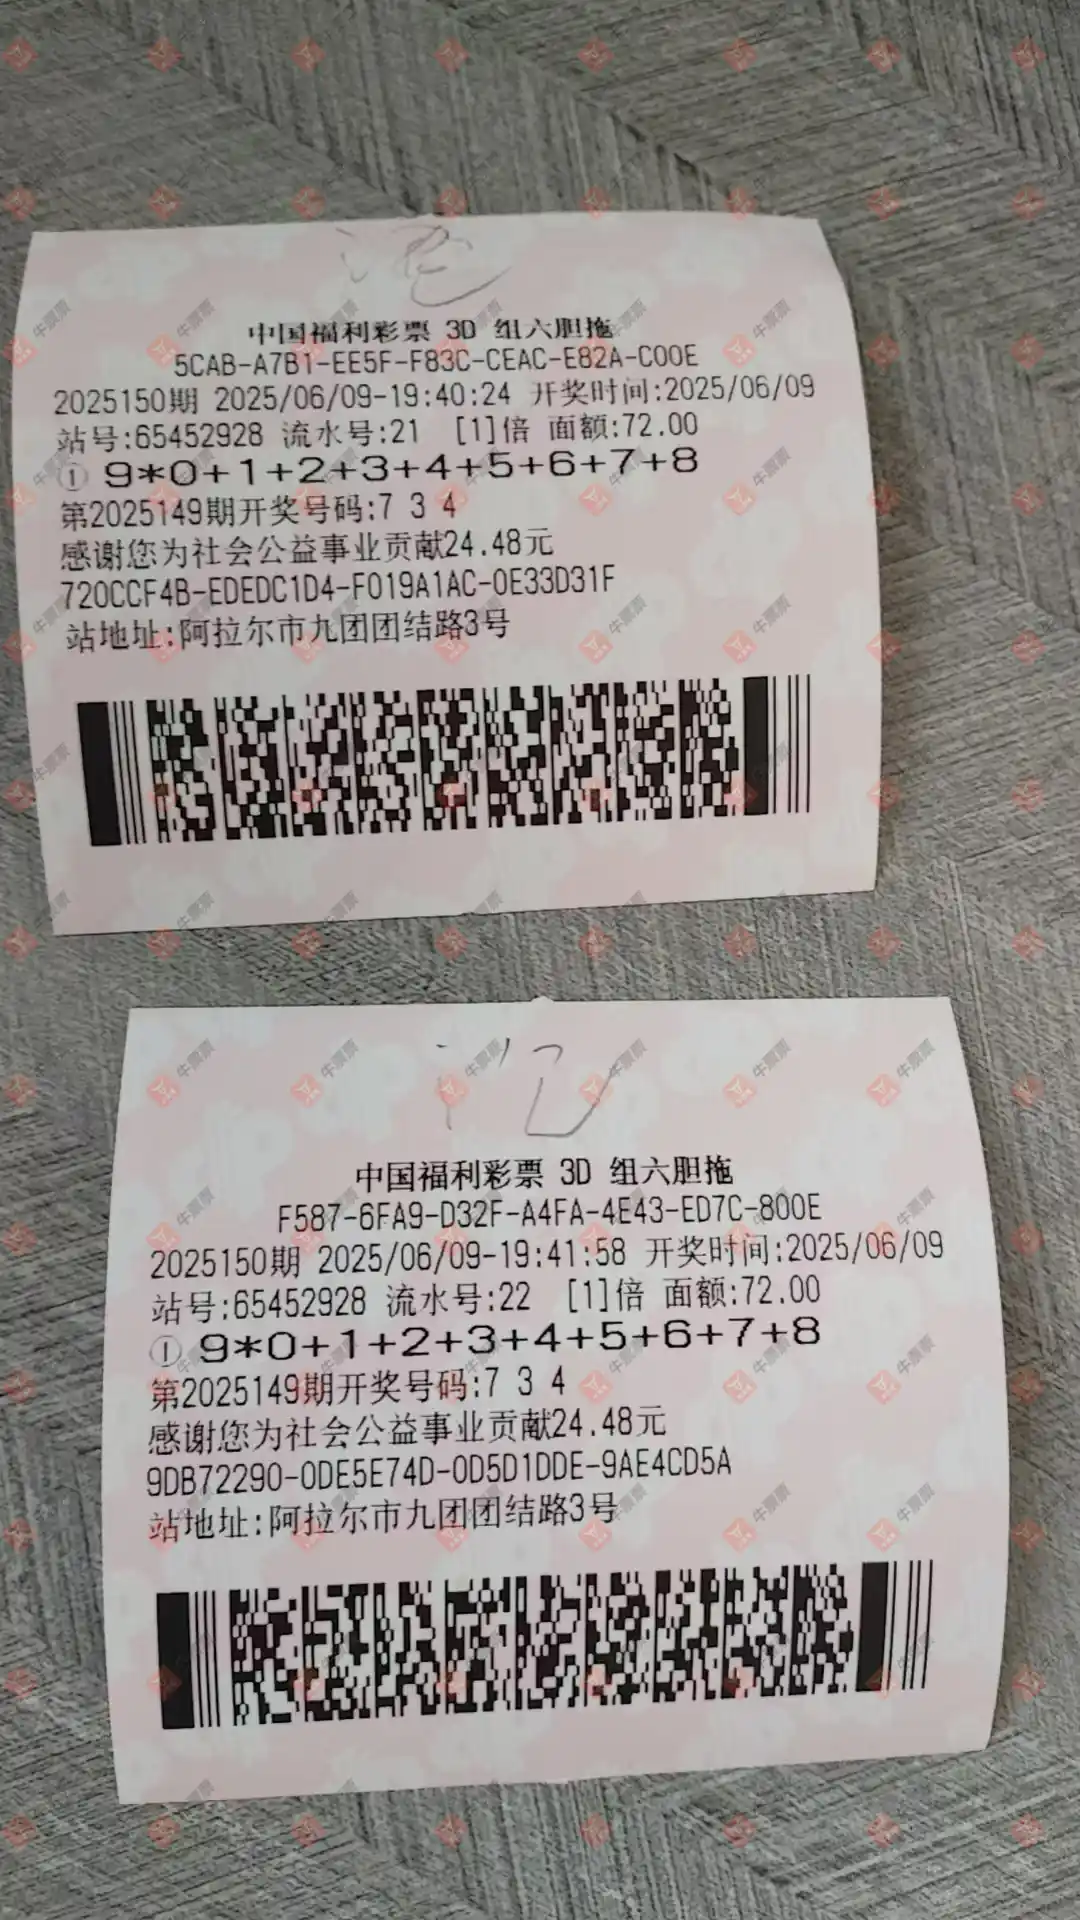 中国福利彩票 3D 组六胆拖
5CAB-A7B1-EE5F-F83C-CEAC-E82A-C00E
2025150期 2025/06/09-19:40:24 开奖时间:2025/06/09
站号:65452928 流水号:21 [1]倍 面额:72.00
① 9*0+1+2+3+4+5+6+7+8
第2025149期开奖号码:7 3 4
感谢您为社会公益事业贡献24.48元
720CCF4B-EDEDC1D4-F019A1AC-0E33D31F
站地址:阿拉尔市九团团结路3号
中国福利彩票 3D 组六胆拖
F587-6FA9-D32F-A4FA-4E43-ED7C-800E
2025150期 2025/06/09-19:41:58 开奖时间:2025/06/09
站号:65452928 流水号:22 [1]倍 面额:72.00
① 9*0+1+2+3+4+5+6+7+8
第2025149期开奖号码:7 3 4
感谢您为社会公益事业贡献24.48元
9DB72290-0DE5E74D-0D5D1DDE-9AE4CD5A
站地址:阿拉尔市九团团结路3号
牛票票